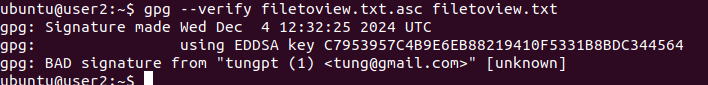 ubuntu@user2:~$ gpg --verify filetoview.txt.asc filetoview.txt
gpg: Signature made Wed Dec  4 12:32:25 2024 UTC
gpg:                using EDDSA key C7953957C4B9E6EB88219410F5331B8BDC344564
gpg: BAD signature from "tungpt (1) <tung@gmail.com>" [unknown]
ubuntu@user2:~$